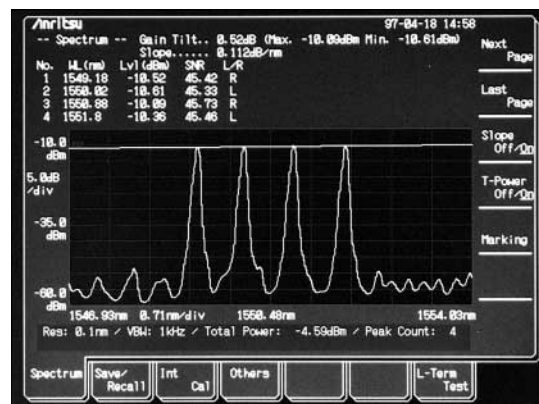 Anritsu 97-04-18 14:58
-- Spectrum -- Gain Tilt.. 0.52dB (Max. -10.09dBm Min. -10.61dBm)
Slope...... 0.112dB/nm
No. WL(nm) Lvl(dBm) SNR L/R
1 1549.18 -10.52 45.42 R
2 1550.02 -10.61 45.33 L
3 1550.88 -10.09 45.73 R
4 1551.8 -10.36 45.46 L
Next
Page
Last
Page
Slope
Off/On
T-Power
Off/On
Marking
-10.0
dBm
5.0dB
/div
-35.0
dBm
-60.0
dBm
1546.93nm 0.71nm/div 1550.48nm 1554.03nm
Res: 0.1nm / VBW: 1kHz / Total Power: -4.59dBm / Peak Count: 4
Spectrum
Save/
Recall
Int
Cal
Others
L-Term
Test